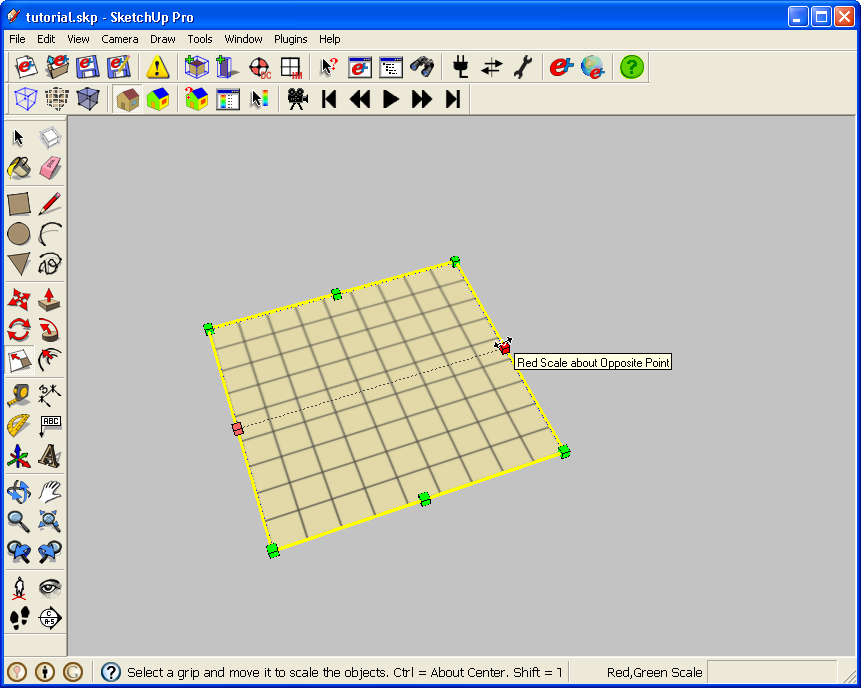 tutorial.skp - SketchUp Pro
File Edit View Camera Draw Tools Window Plugins Help
Red Scale about Opposite Point
ABC
Select a grip and move it to scale the objects. Ctrl = About Center. Shift = T
Red,Green Scale